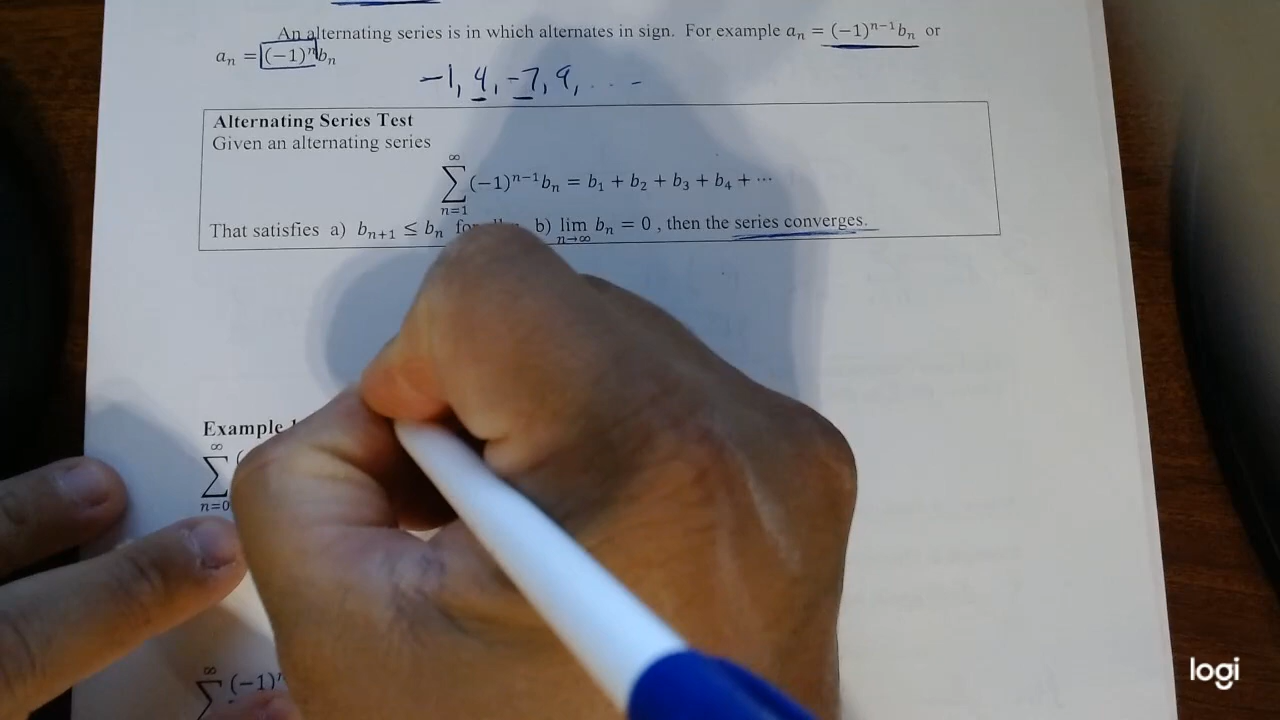 An alternating series is in which alternates in sign. For example aₙ = (−1)ⁿ⁻¹bₙ or
aₙ = (−1)ⁿbₙ
−1, 4, −7, 9, . . . -
Alternating Series Test
Given an alternating series
∑_{n=1}^{∞} (−1)ⁿ⁻¹bₙ = b₁ + b₂ + b₃ + b₄ + ⋯
That satisfies a) bₙ₊₁ ≤ bₙ b) lim_{n→∞} bₙ = 0 , then the series converges.
Example
∞
∑
n=0
∞
∑ (−1)ⁿ
logi